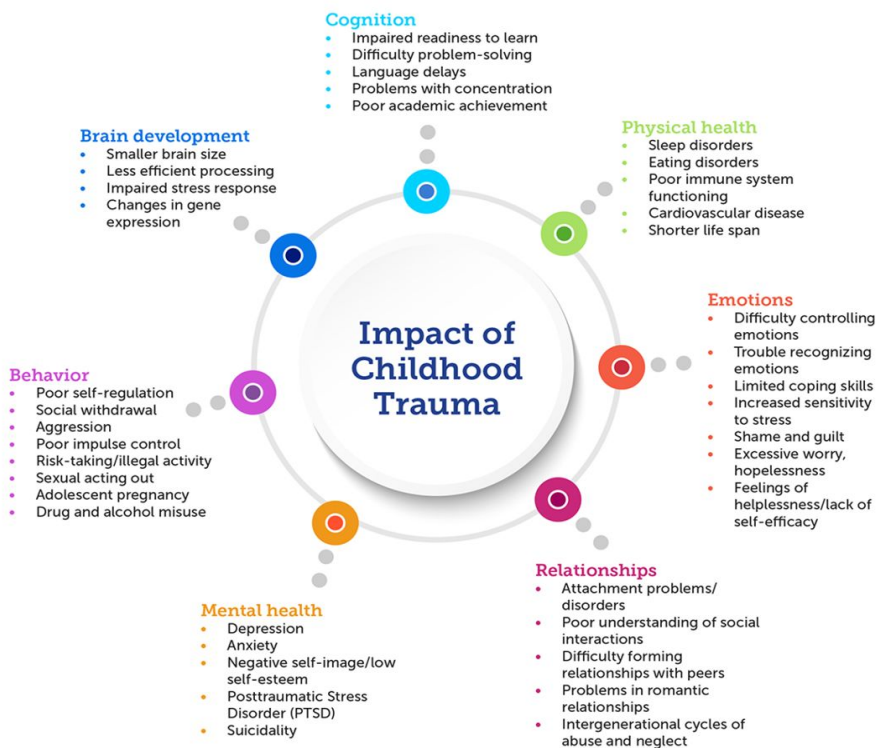 Cognition
• Impaired readiness to learn
• Difficulty problem-solving
• Language delays
• Problems with concentration
• Poor academic achievement
Physical health
• Sleep disorders
• Eating disorders
• Poor immune system
functioning
• Cardiovascular disease
• Shorter life span
Emotions
• Difficulty controlling
emotions
• Trouble recognizing
emotions
• Limited coping skills
• Increased sensitivity
to stress
• Shame and guilt
• Excessive worry,
hopelessness
• Feelings of
helplessness/lack of
self-efficacy
Relationships
• Attachment problems/
disorders
• Poor understanding of social
interactions
• Difficulty forming
relationships with peers
• Problems in romantic
relationships
• Intergenerational cycles of
abuse and neglect
Mental health
• Depression
• Anxiety
• Negative self-image/low
self-esteem
• Posttraumatic Stress
Disorder (PTSD)
• Suicidality
Behavior
• Poor self-regulation
• Social withdrawal
• Aggression
• Poor impulse control
• Risk-taking/illegal activity
• Sexual acting out
• Adolescent pregnancy
• Drug and alcohol misuse
Brain development
• Smaller brain size
• Less efficient processing
• Impaired stress response
• Changes in gene
expression
Impact of
Childhood
Trauma